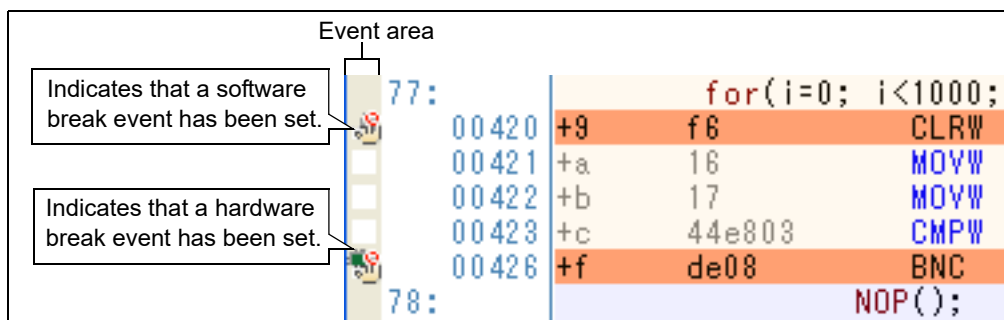 Event area
Indicates that a software
break event has been set.
Indicates that a hardware
break event has been set.
77: for(i=0; i<1000;
00420 +9 f6 CLRW
00421 +a 16 MOVW
00422 +b 17 MOVW
00423 +c 44e803 CMPW
00426 +f de08 BNC
78: NOP();